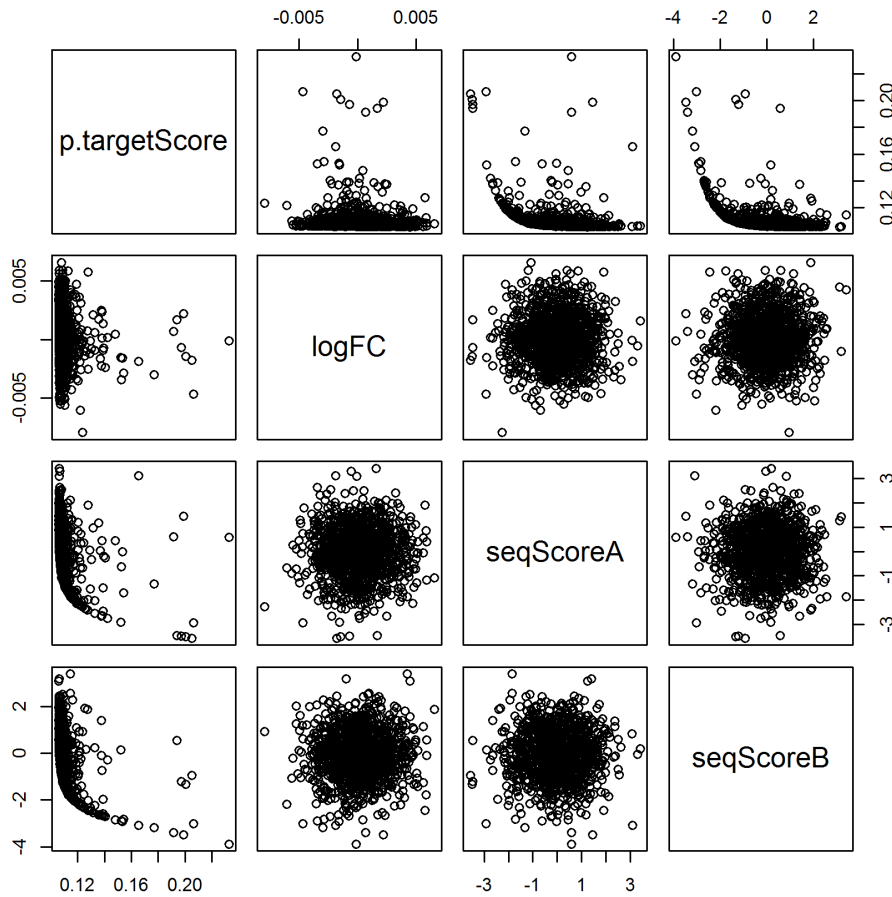 -0.005 0.005 -4 -2 0 2
p.targetScore
0.12 0.16 0.20
-0.005 0.005
logFC
seqScoreA
-3 -1 1 3
-4 -2 0 2
seqScoreB
0.12 0.16 0.20 -3 -1 1 3